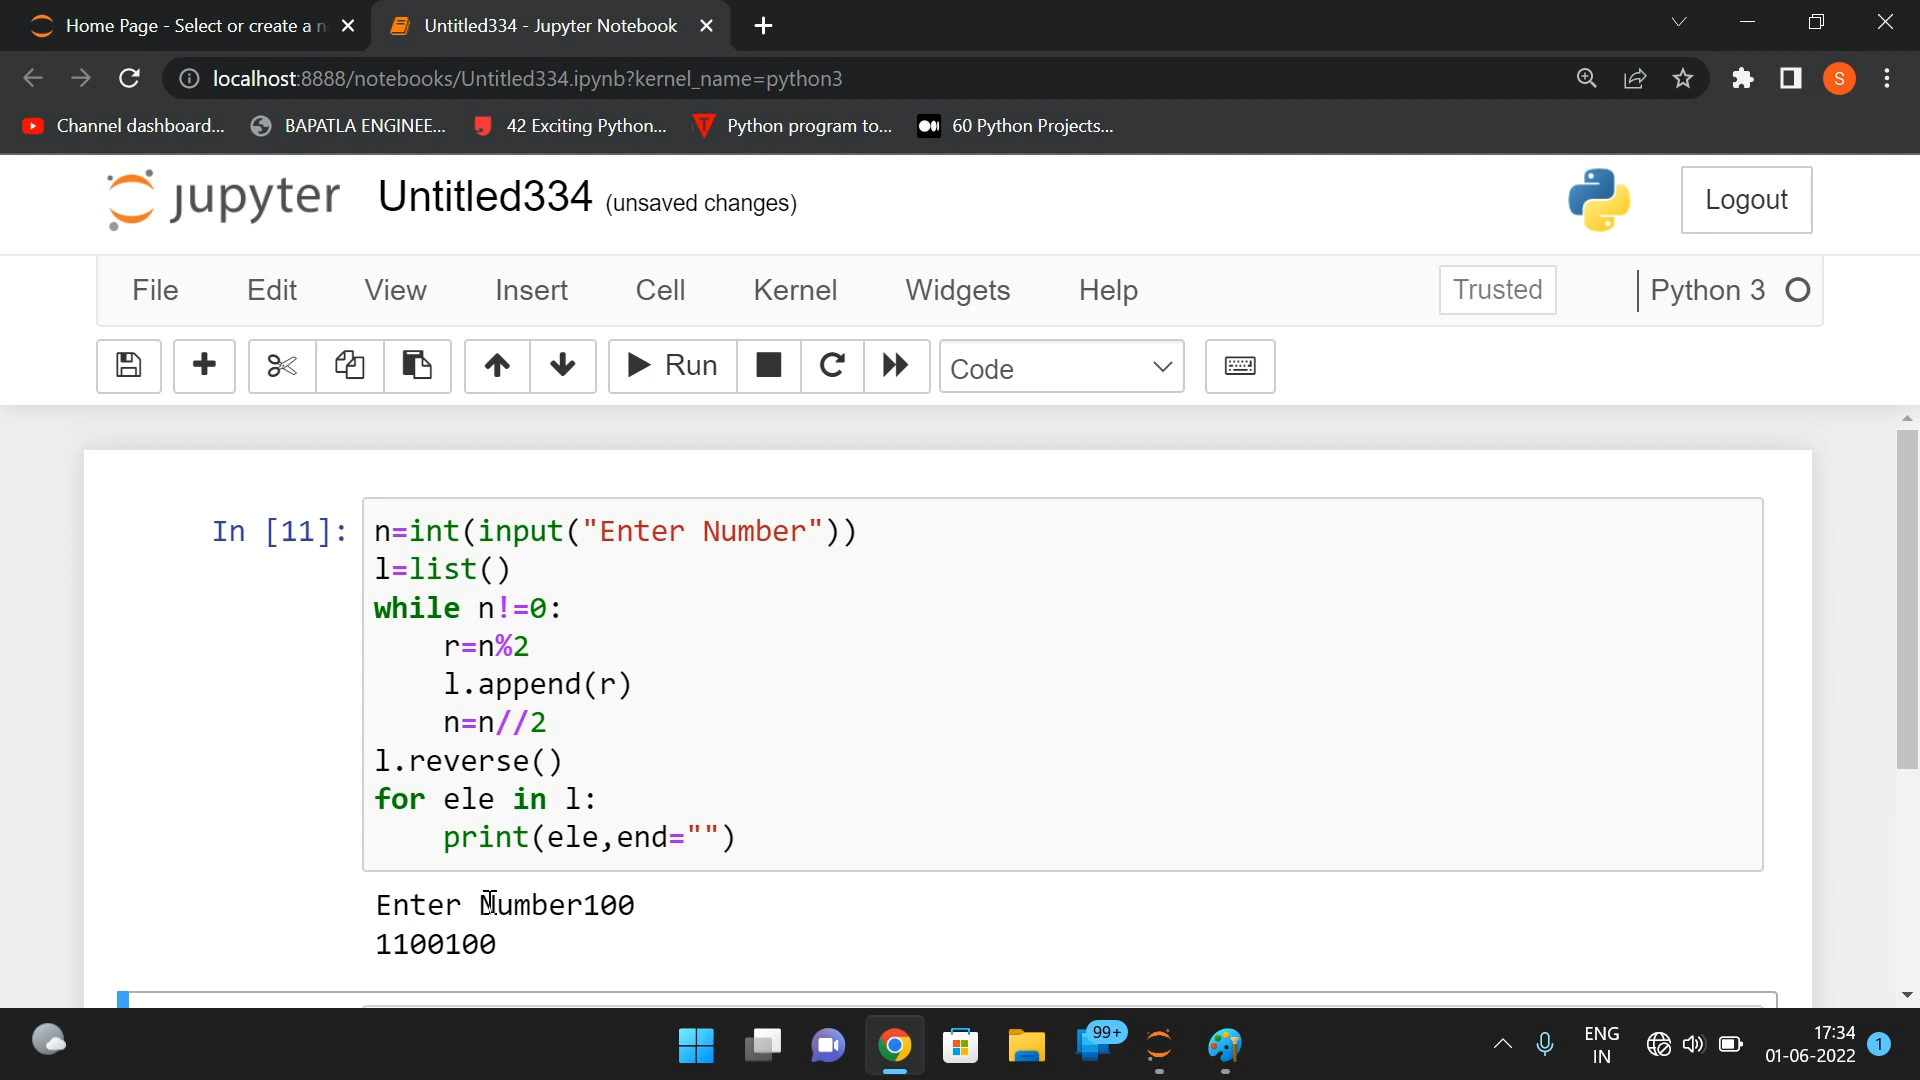 Home Page - Select or create a n
Untitled334 - Jupyter Notebook
localhost:8888/notebooks/Untitled334.ipynb?kernel_name=python3
S
Channel dashboard...
BAPATLA ENGINEE...
42 Exciting Python...
Python program to...
60 Python Projects...
jupyter Untitled334 (unsaved changes)
Logout
File Edit View Insert Cell Kernel Widgets Help
Trusted
Python 3
Run
Code
In [11]:
n=int(input("Enter Number"))
l=list()
while n!=0:
    r=n%2
    l.append(r)
    n=n//2
l.reverse()
for ele in l:
    print(ele,end="")
Enter Number100
1100100
99+
ENG
IN
17:34
01-06-2022
1